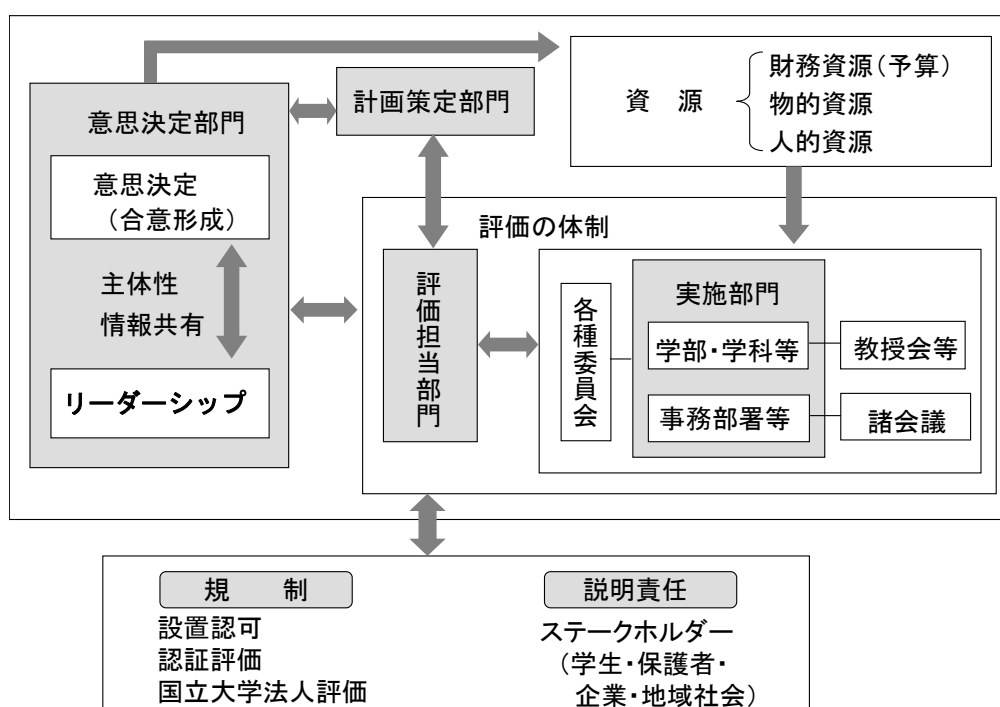 意思決定部門
意思決定
(合意形成)
主体性
情報共有
リーダーシップ
計画策定部門
資　源
財務資源(予算)
物的資源
人的資源
評価の体制
評価担当部門
各種委員会
実施部門
学部・学科等
教授会等
事務部署等
諸会議
規　制
設置認可
認証評価
国立大学法人評価
説明責任
ステークホルダー
(学生・保護者・
企業・地域社会)